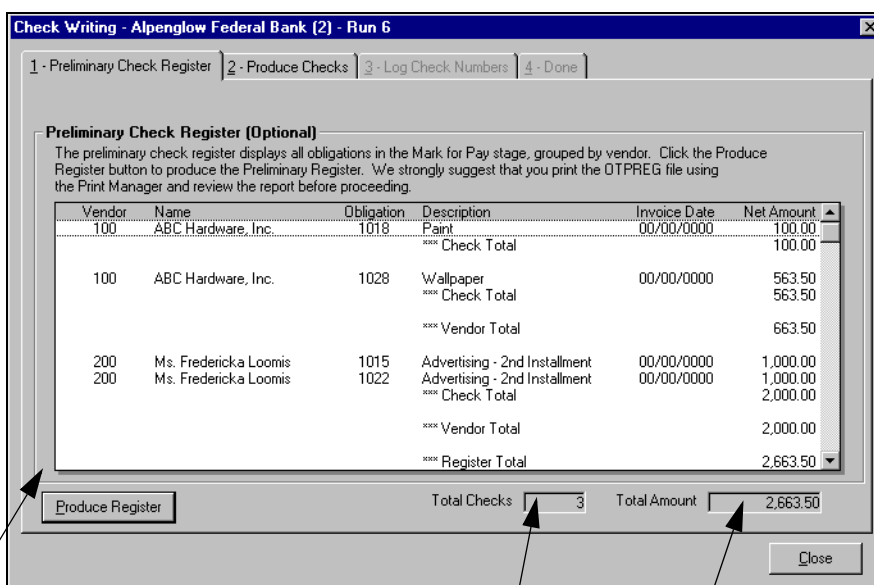 Check Writing - Alpenglow Federal Bank (2) - Run 6
1 - Preliminary Check Register 2 - Produce Checks 3 - Log Check Numbers 4 - Done
Preliminary Check Register (Optional)
The preliminary check register displays all obligations in the Mark for Pay stage, grouped by vendor. Click the Produce
Register button to produce the Preliminary Register. We strongly suggest that you print the OTPREG file using
the Print Manager and review the report before proceeding.
Vendor Name Obligation Description Invoice Date Net Amount
100 ABC Hardware, Inc. 1018 Paint 00/00/0000 100.00
*** Check Total 100.00
100 ABC Hardware, Inc. 1028 Wallpaper 00/00/0000 563.50
*** Check Total 563.50
*** Vendor Total 663.50
200 Ms. Fredericka Loomis 1015 Advertising - 2nd Installment 00/00/0000 1,000.00
200 Ms. Fredericka Loomis 1022 Advertising - 2nd Installment 00/00/0000 1,000.00
*** Check Total 2,000.00
*** Vendor Total 2,000.00
*** Register Total 2,663.50
Produce Register Total Checks 3 Total Amount 2,663.50
Close